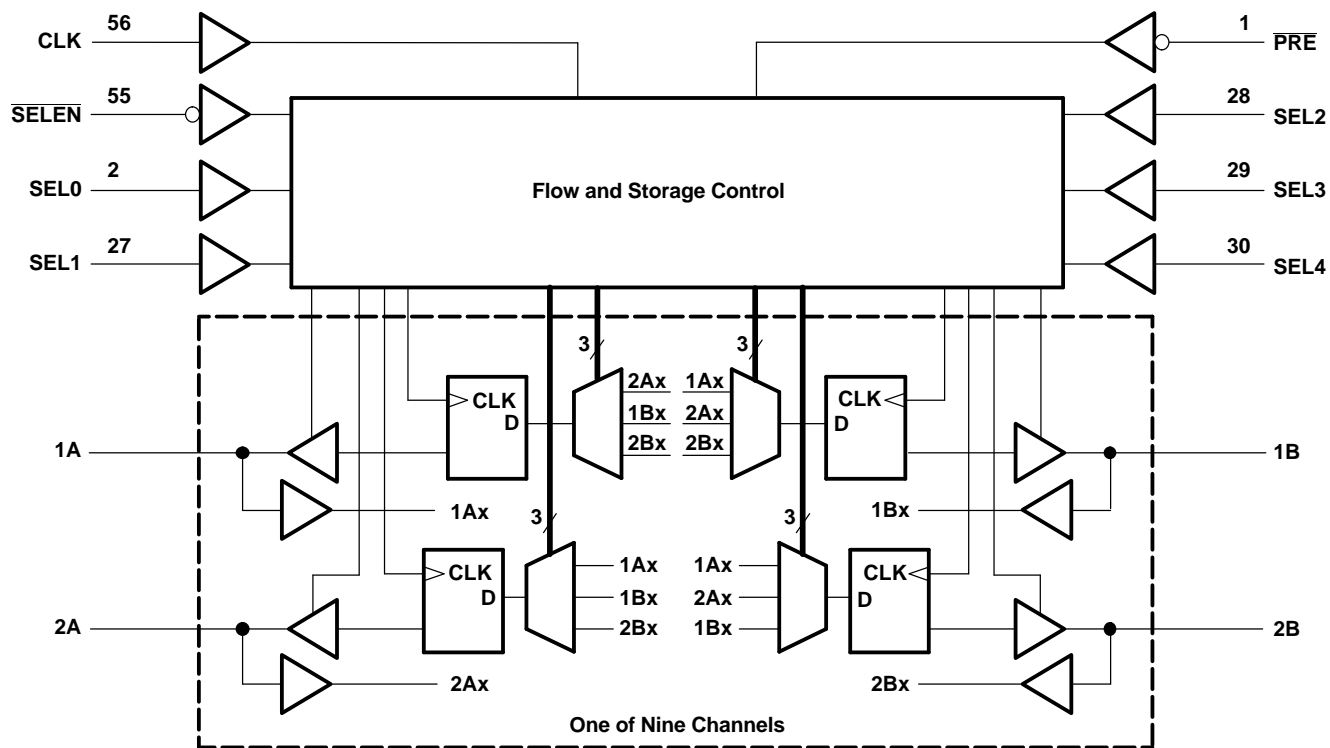 56
CLK
1
PRE
55
SELEN
28
SEL2
2
SEL0
Flow and Storage Control
29
SEL3
27
SEL1
30
SEL4
3
3
CLK
D
2Ax
1Bx
2Bx
1Ax
2Ax
2Bx
CLK
D
1A
1B
1Ax
1Bx
3
3
CLK
D
1Ax
1Bx
2Bx
1Ax
2Ax
1Bx
CLK
D
2A
2B
2Ax
2Bx
One of Nine Channels